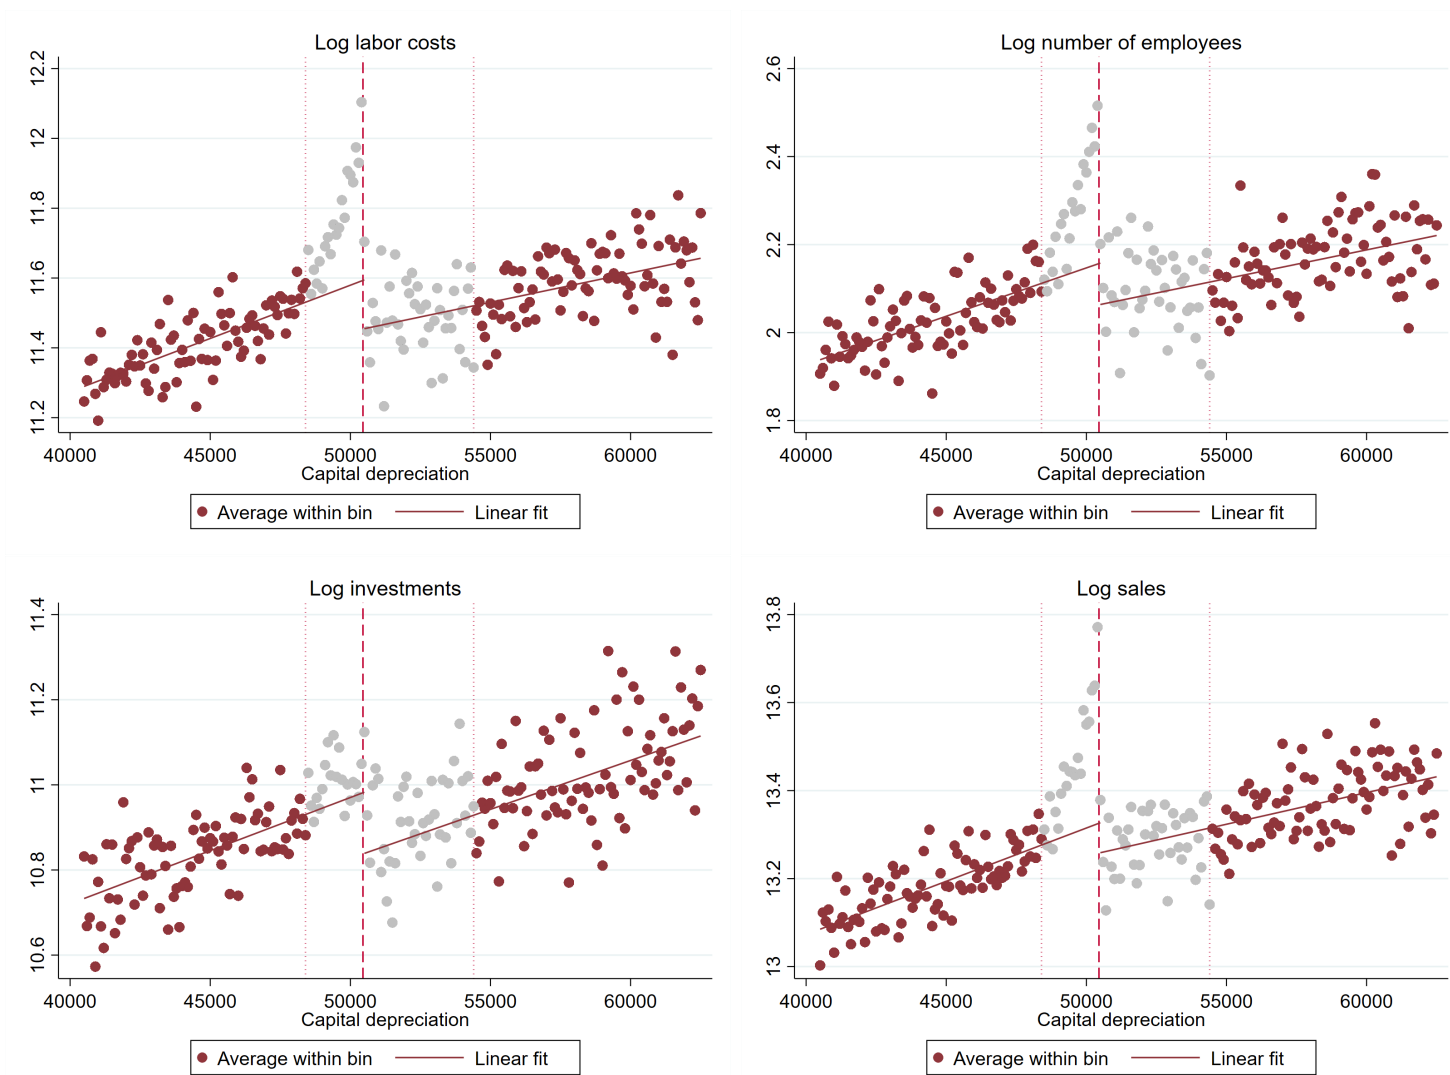 Log labor costs
12.2
12
11.8
11.6
11.4
11.2
40000 45000 50000 55000 60000
Capital depreciation
Average within bin Linear fit
Log number of employees
2.6
2.4
2.2
2
1.8
40000 45000 50000 55000 60000
Capital depreciation
Average within bin Linear fit
Log investments
11.4
11.2
11
10.8
10.6
40000 45000 50000 55000 60000
Capital depreciation
Average within bin Linear fit
Log sales
13.8
13.6
13.4
13.2
13
40000 45000 50000 55000 60000
Capital depreciation
Average within bin Linear fit